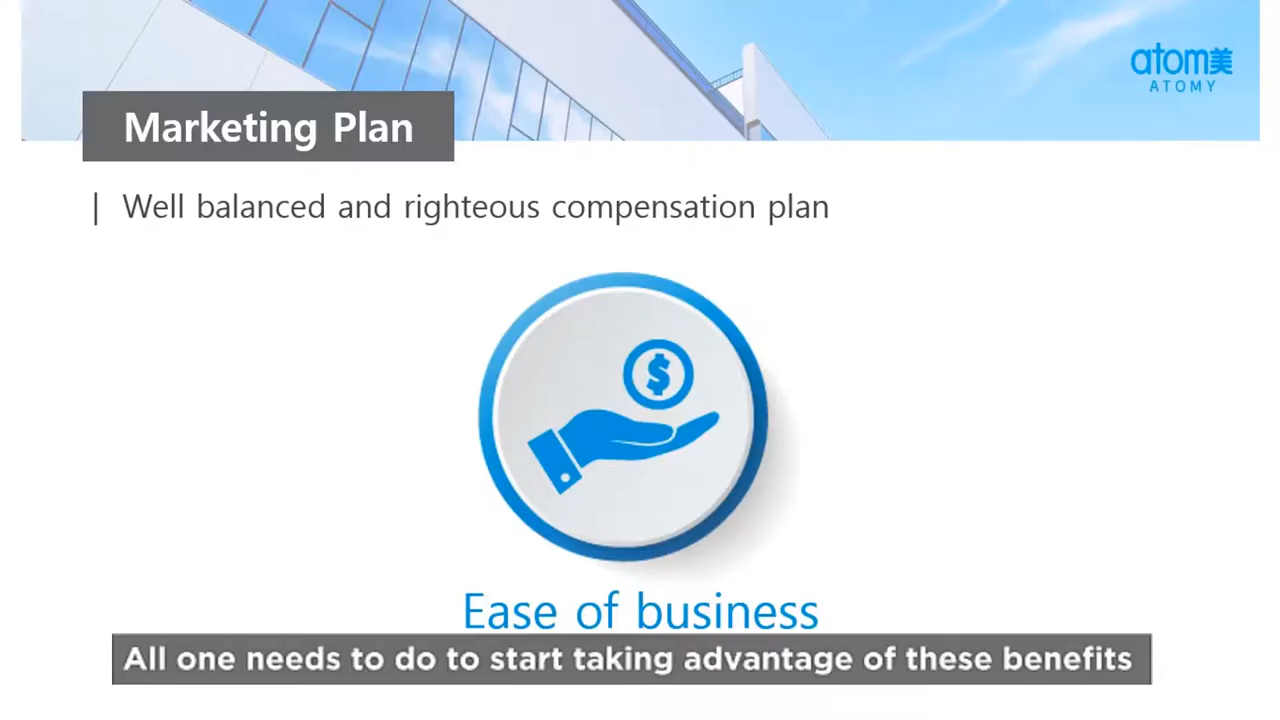 atom美
ATOMY
Marketing Plan
| Well balanced and righteous compensation plan
$
Ease of business
All one needs to do to start taking advantage of these benefits